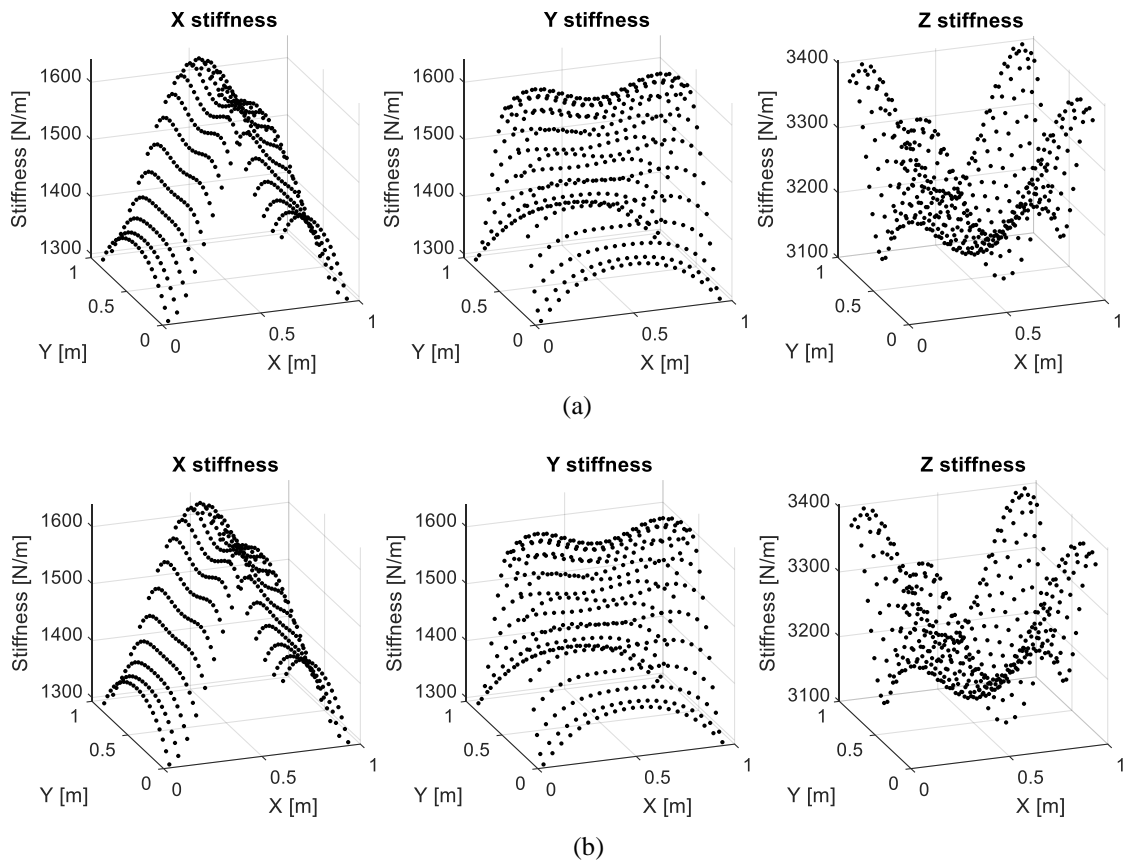 X stiffness
Y stiffness
Z stiffness
Stiffness [N/m]
1600
1500
1400
1300
1
0.5
0
Y [m]
0
0.5
1
X [m]
Stiffness [N/m]
1600
1500
1400
1300
1
0.5
0
Y [m]
0
0.5
1
X [m]
Stiffness [N/m]
3400
3300
3200
3100
1
0.5
0
Y [m]
0
0.5
1
X [m]
(a)
X stiffness
Y stiffness
Z stiffness
Stiffness [N/m]
1600
1500
1400
1300
1
0.5
0
Y [m]
0
0.5
1
X [m]
Stiffness [N/m]
1600
1500
1400
1300
1
0.5
0
Y [m]
0
0.5
1
X [m]
Stiffness [N/m]
3400
3300
3200
3100
1
0.5
0
Y [m]
0
0.5
1
X [m]
(b)